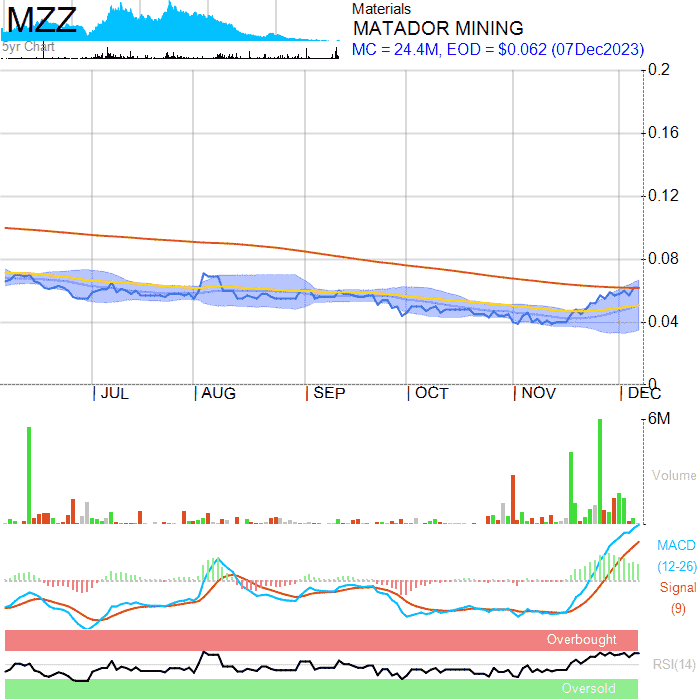 MZZ
5yr Chart
Materials
MATADOR MINING
MC = 24.4M, EOD = $0.062 (07Dec2023)
0.2
0.16
0.12
0.08
0.04
0
JUL AUG SEP OCT NOV DEC
6M
Volume
MACD
(12-26)
Signal
(9)
Overbought
RSI(14)
Oversold